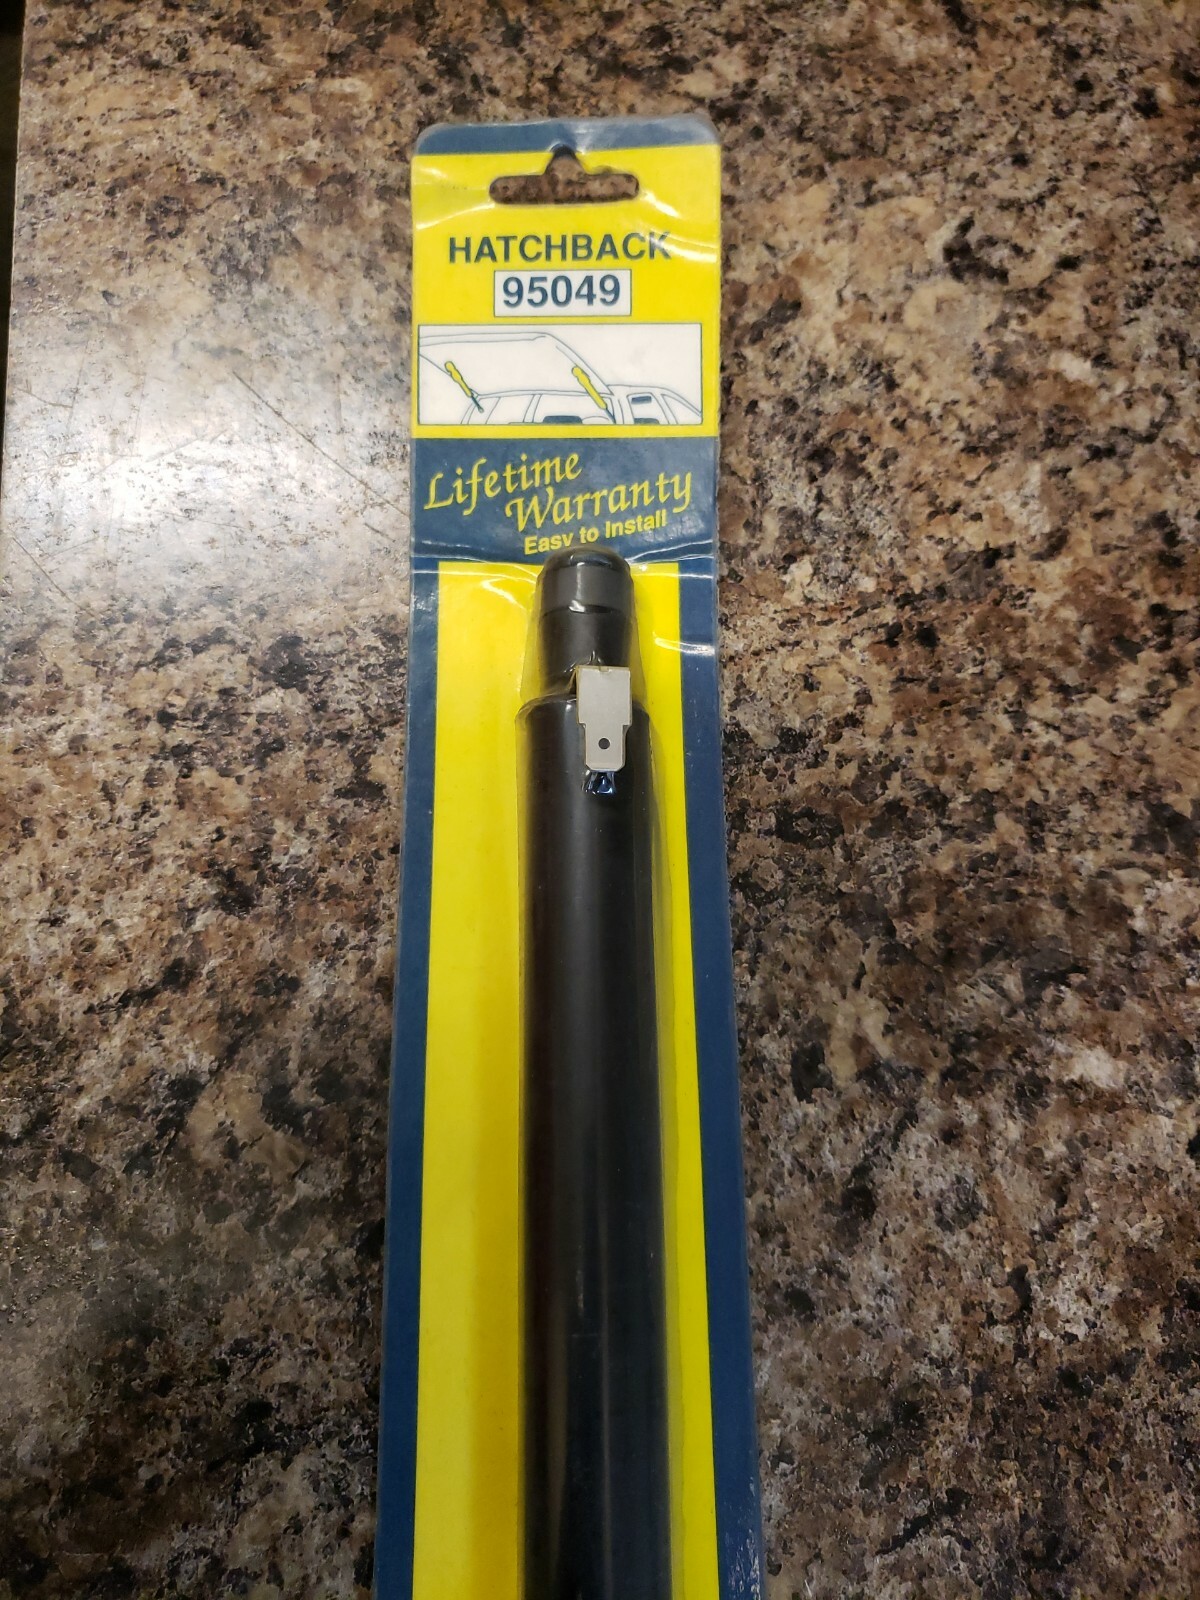 HATCHBACK
95049
Lifetime
Warranty
Easy to Install